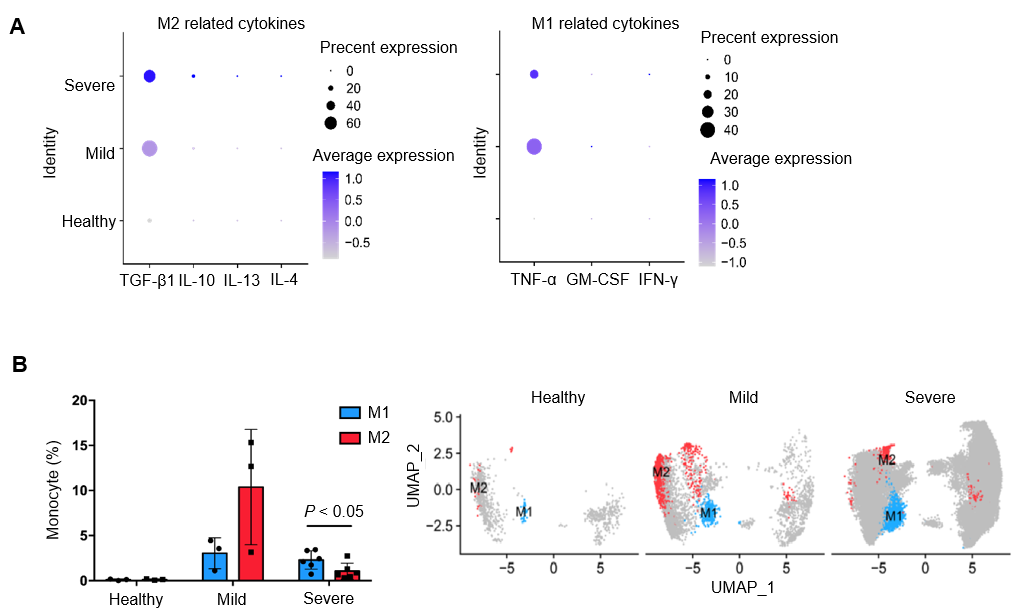 A
M2 related cytokines
Severe
Mild
Healthy
Identity
TGF-β1 IL-10 IL-13 IL-4
Precent expression
0
20
40
60
Average expression
1.0
0.5
0.0
−0.5
M1 related cytokines
Identity
TNF-α GM-CSF IFN-γ
Precent expression
0
10
20
30
40
Average expression
1.0
0.5
0.0
−0.5
−1.0
B
Monocyte (%)
20
15
10
5
0
M1
M2
P < 0.05
Healthy Mild Severe
Healthy Mild Severe
UMAP_2
5.0
2.5
0.0
−2.5
M2
M1
M2
M1
M2
M1
−5 0 5 −5 0 5 −5 0 5
UMAP_1